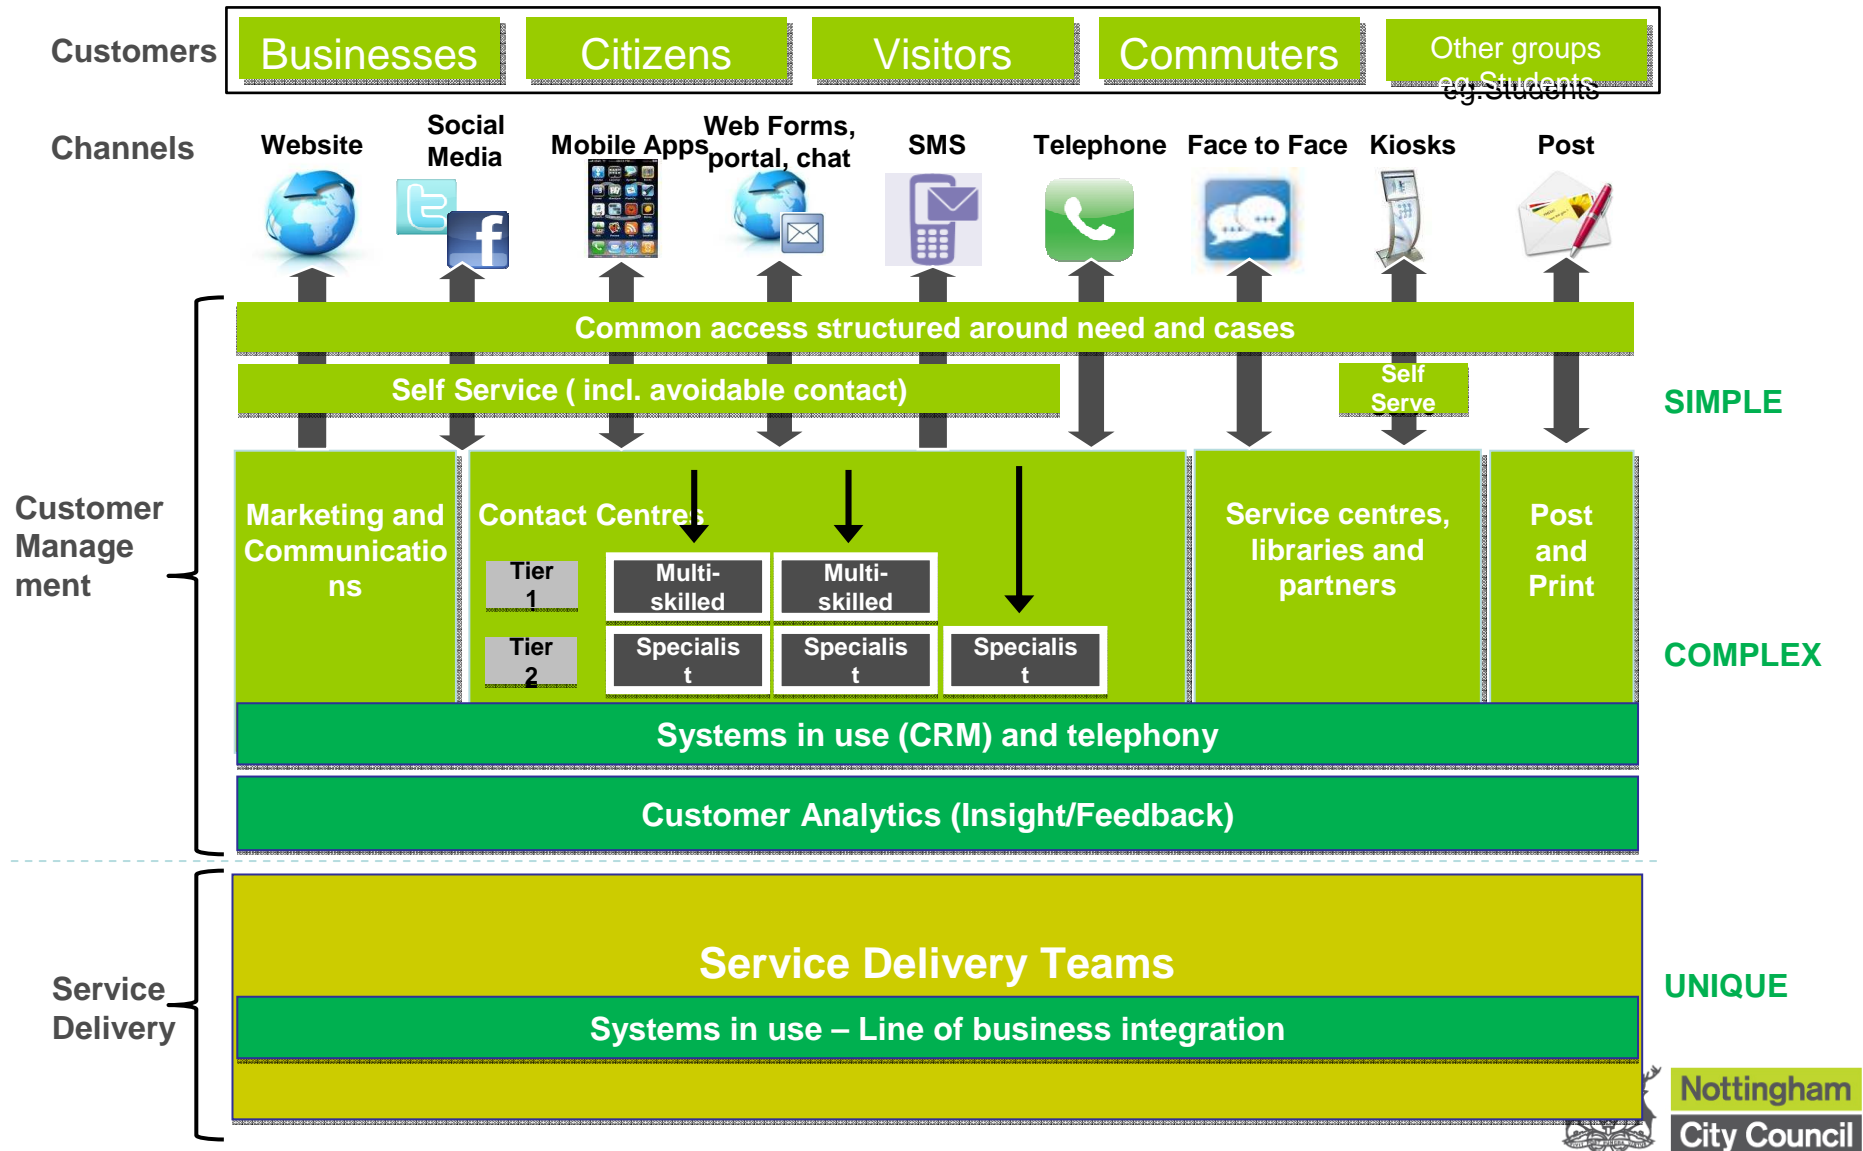 Customers
Businesses
Citizens
Visitors
Commuters
Other groups
eg.Students
Channels
Website
Social
Media
Mobile Apps
Web Forms,
portal, chat
SMS
Telephone
Face to Face
Kiosks
Post
Common access structured around need and cases
Self Service ( incl. avoidable contact)
Self
Serve
SIMPLE
Customer
Manage
ment
Marketing and
Communicatio
ns
Contact Centres
Tier
1
Multi-
skilled
Multi-
skilled
Tier
2
Specialis
t
Specialis
t
Specialis
t
Service centres,
libraries and
partners
Post
and
Print
COMPLEX
Systems in use (CRM) and telephony
Customer Analytics (Insight/Feedback)
Service
Delivery
Service Delivery Teams
Systems in use – Line of business integration
UNIQUE
Nottingham
City Council